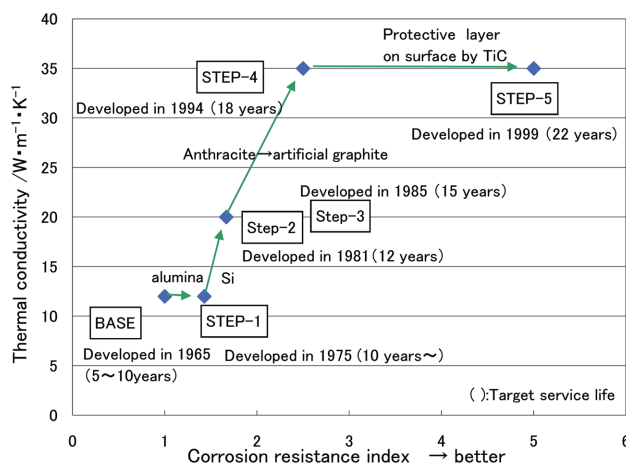 Thermal conductivity /W・m⁻¹・K⁻¹
40
35
30
25
20
15
10
5
0
Protective layer
on surface by TiC
STEP-4
STEP-5
Developed in 1994 (18 years)
Developed in 1999 (22 years)
Anthracite→artificial graphite
Developed in 1985 (15 years)
Step-2
Step-3
Developed in 1981 (12 years)
alumina
Si
BASE
STEP-1
Developed in 1965
(5～10years)
Developed in 1975 (10 years～)
( ):Target service life
0 1 2 3 4 5 6
Corrosion resistance index → better